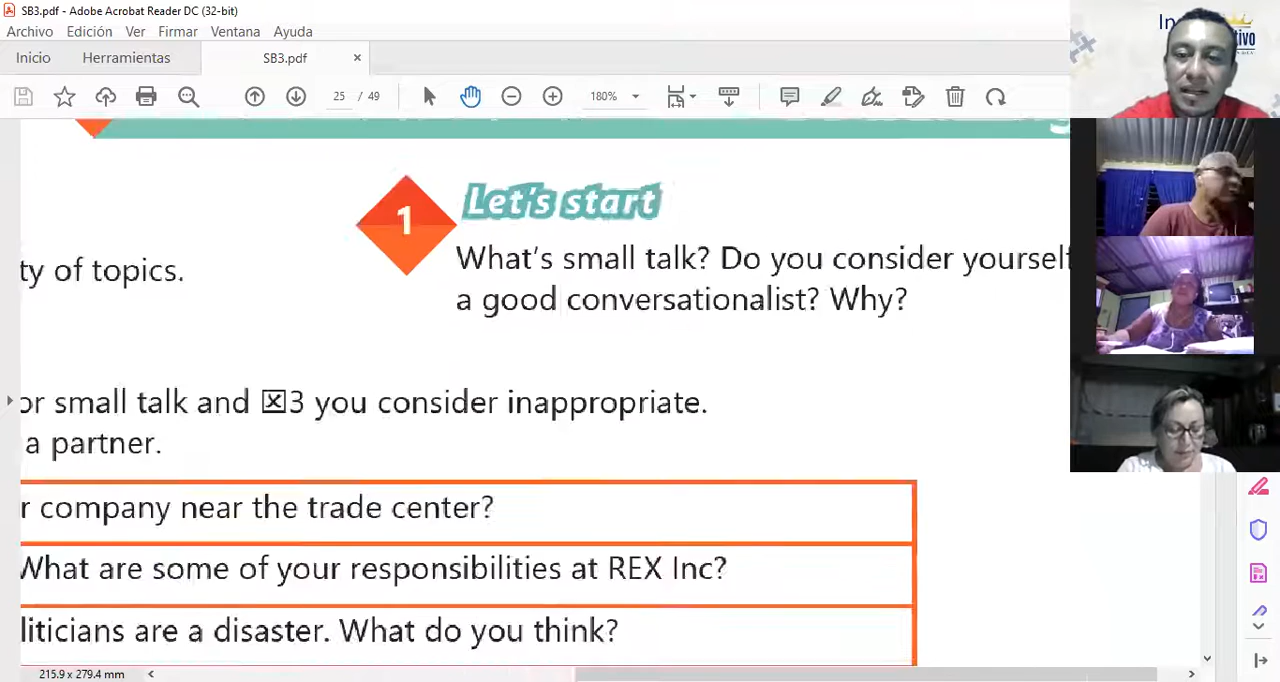 SB3.pdf - Adobe Acrobat Reader DC (32-bit)
Archivo Edición Ver Firmar Ventana Ayuda
Inicio Herramientas SB3.pdf ×
25 / 49 180%
1 Let's start
What's small talk? Do you consider yourself
a good conversationalist? Why?
ty of topics.
or small talk and ☒3 you consider inappropriate.
a partner.
r company near the trade center?
What are some of your responsibilities at REX Inc?
liticians are a disaster. What do you think?
215.9 x 279.4 mm